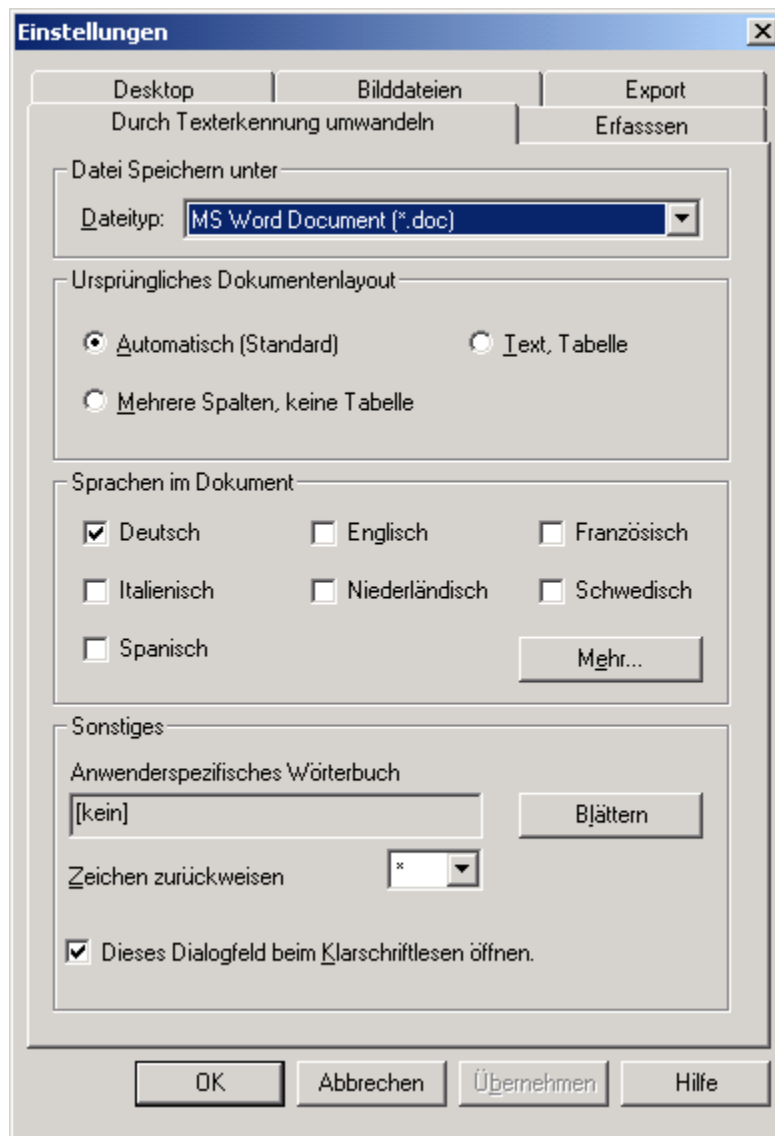 Einstellungen
Desktop Bilddateien Export
Durch Texterkennung umwandeln Erfasssen
Datei Speichern unter
Dateityp: MS Word Document (*.doc)
Ursprüngliches Dokumentenlayout
Automatisch (Standard) Text, Tabelle
Mehrere Spalten, keine Tabelle
Sprachen im Dokument
Deutsch Englisch Französisch
Italienisch Niederländisch Schwedisch
Spanisch Mehr...
Sonstiges
Anwenderspezifisches Wörterbuch
[kein] Blättern
Zeichen zurückweisen *
Dieses Dialogfeld beim Klarschriftlesen öffnen.
OK Abbrechen Übernehmen Hilfe